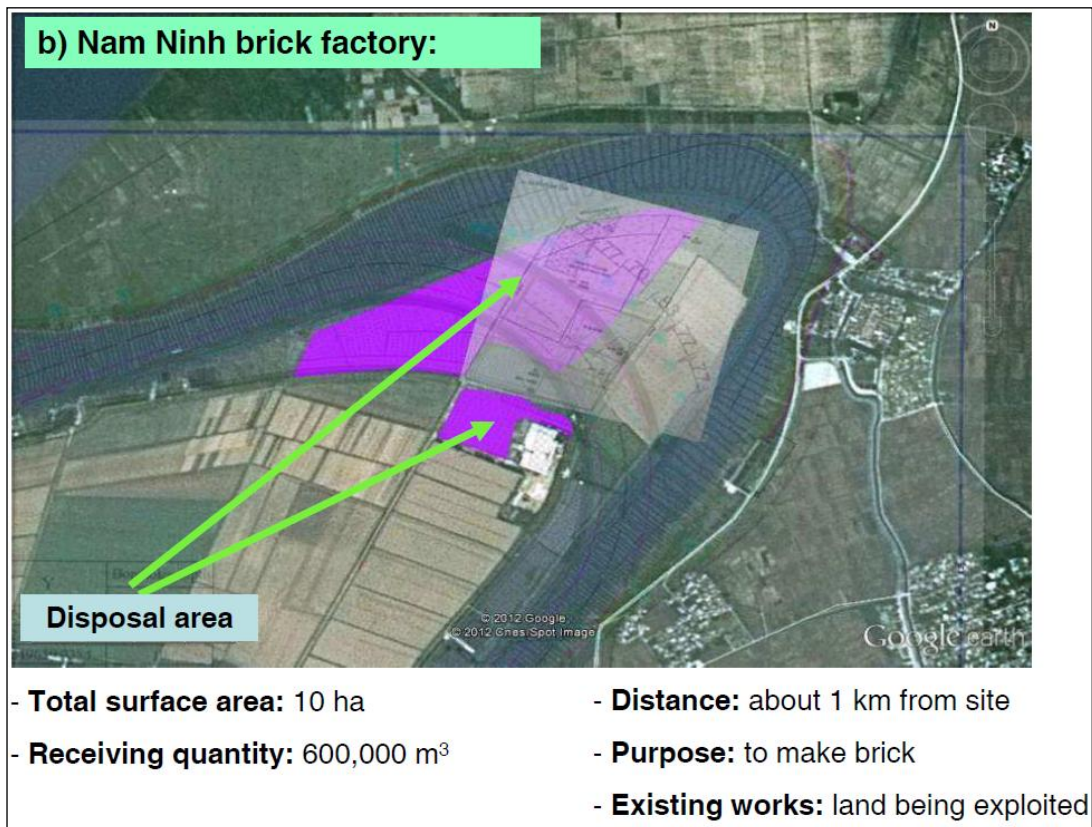 b) Nam Ninh brick factory:
N
Disposal area
© 2012 Google
© 2012 Cnes/Spot Image
Google earth
- Total surface area: 10 ha
- Receiving quantity: 600,000 m³
- Distance: about 1 km from site
- Purpose: to make brick
- Existing works: land being exploited